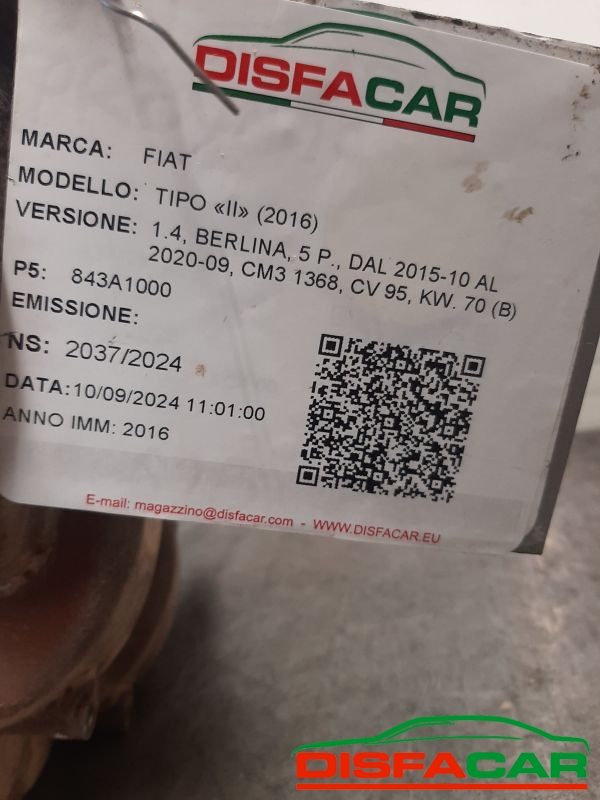 DISFACAR
MARCA: FIAT
MODELLO: TIPO «II» (2016)
VERSIONE: 1.4, BERLINA, 5 P., DAL 2015-10 AL
2020-09, CM3 1368, CV 95, KW. 70 (B)
P5: 843A1000
EMISSIONE:
NS: 2037/2024
DATA:10/09/2024 11:01:00
ANNO IMM: 2016
E-mail: magazzino@disfacar.com - WWW.DISFACAR.EU
DISFACAR